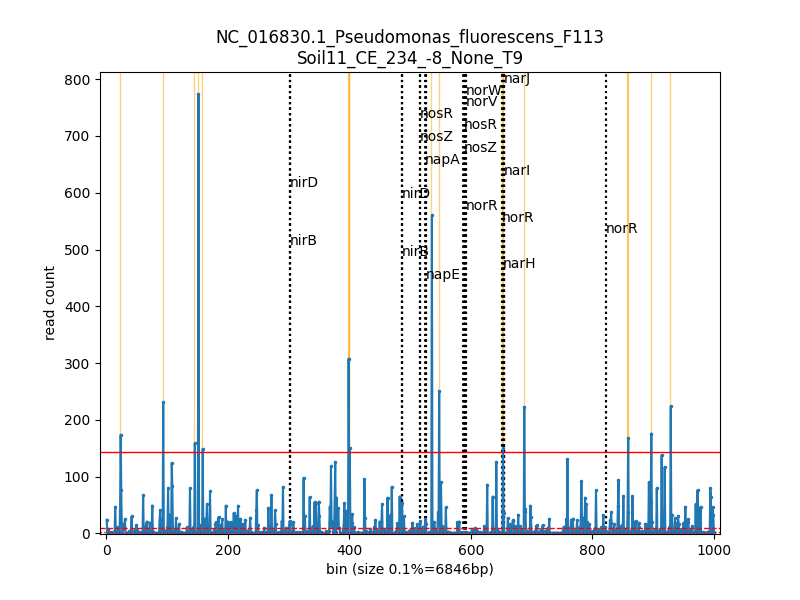 NC_016830.1_Pseudomonas_fluorescens_F113
Soil11_CE_234_-8_None_T9
800
700
600
500
400
300
200
100
0
read count
narJ
norW
norV
nosR
nosR
nosZ
nosZ
napA
narI
nirD
nirD
norR
norR
norR
nirB
nirB
narH
napE
0 200 400 600 800 1000
bin (size 0.1%=6846bp)